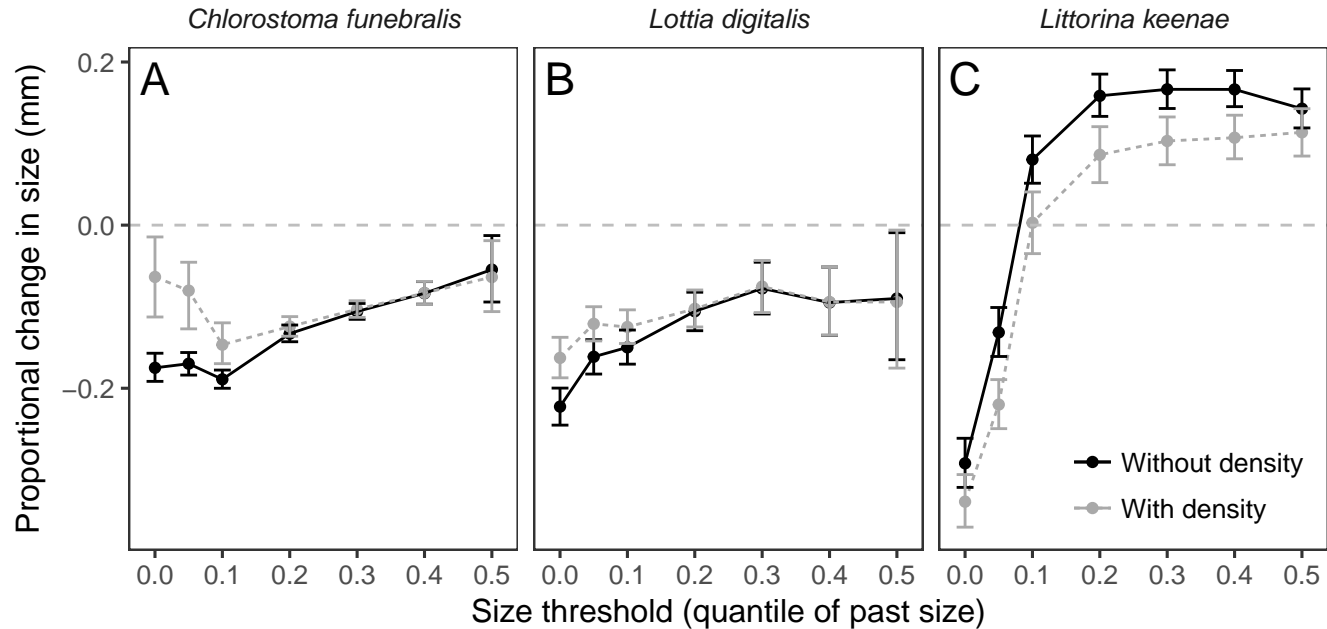 Chlorostoma funebralis
Lottia digitalis
Littorina keenae
Proportional change in size (mm)
0.2
0.0
−0.2
A
B
C
Without density
With density
0.0 0.1 0.2 0.3 0.4 0.5
0.0 0.1 0.2 0.3 0.4 0.5
0.0 0.1 0.2 0.3 0.4 0.5
Size threshold (quantile of past size)